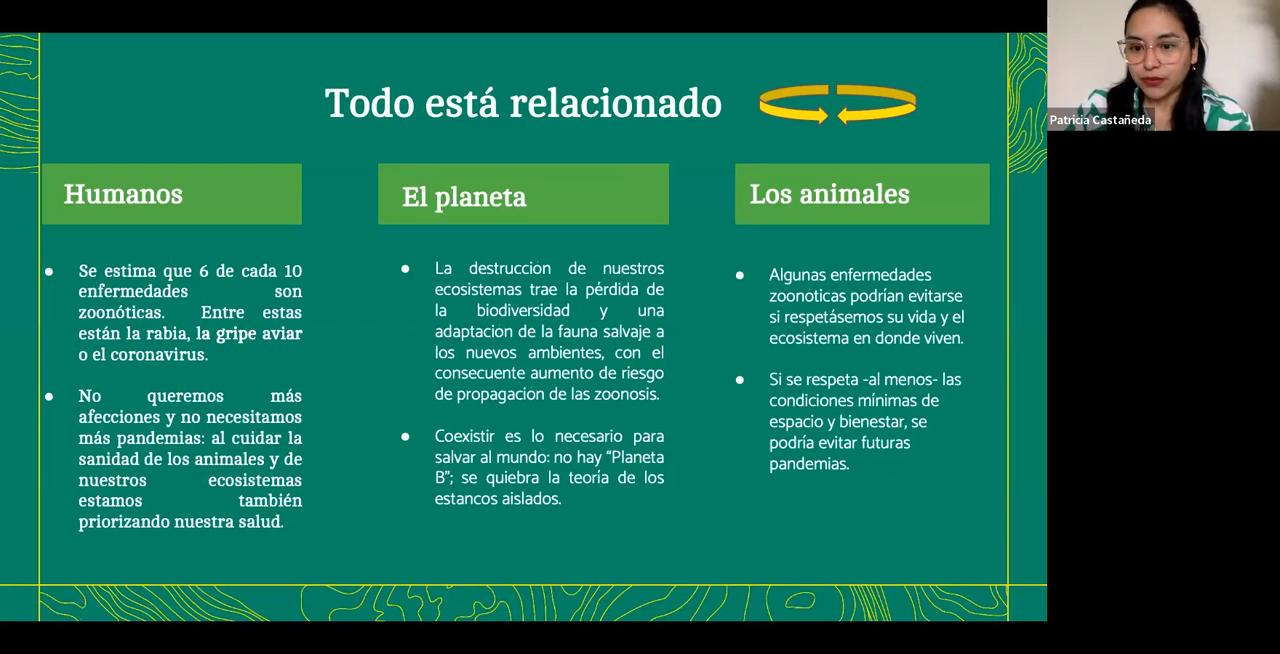 Todo está relacionado
Patricia Castañeda
Humanos
Se estima que 6 de cada 10
enfermedades son
zoonóticas. Entre estas
están la rabia, la gripe aviar
o el coronavirus.
No queremos más
afecciones y no necesitamos
más pandemias: al cuidar la
sanidad de los animales y de
nuestros ecosistemas
estamos también
priorizando nuestra salud.
El planeta
La destruccion de nuestros
ecosistemas trae la pérdida de
la biodiversidad y una
adaptacion de la fauna salvaje a
los nuevos ambientes, con el
consecuente aumento de riesgo
de propagacion de las zoonosis.
Coexistir es lo necesario para
salvar al mundo: no hay “Planeta
B”; se quiebra la teoría de los
estancos aislados.
Los animales
Algunas enfermedades
zoonoticas podrían evitarse
si respetásemos su vida y el
ecosistema en donde viven.
Si se respeta -al menos- las
condiciones mínimas de
espacio y bienestar, se
podría evitar futuras
pandemias.